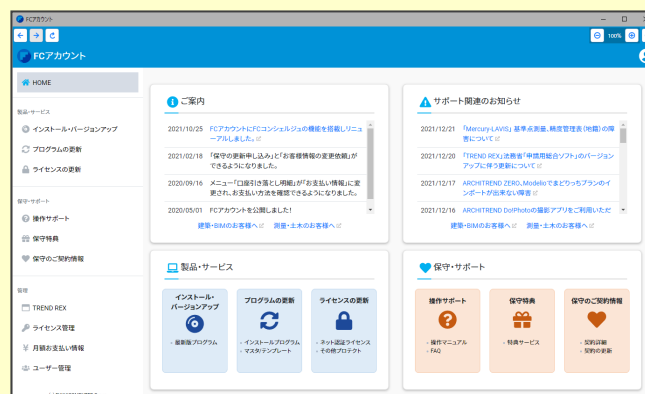 FCアカウント
100%
FCアカウント
HOME
製品・サービス
インストール・バージョンアップ
プログラムの更新
ライセンスの更新
保守・サポート
操作サポート
保守特典
保守のご契約情報
管理
TREND REX
ライセンス管理
月額お支払い情報
ユーザー管理
ご案内
2021/10/25 FCアカウントにFCコンシェルジュの機能を搭載しリニュ
ーアルしました。
2021/02/18 「保守の更新申し込み」と「お客様情報の変更依頼」が
できるようになりました。
2020/09/16 メニュー「口座引き落とし明細」が「お支払い情報」に変
更され、お支払い方法を確認できるようになりました。
2020/05/01 FCアカウントを公開しました!
建築・BIMのお客様へ 測量・土木のお客様へ
サポート関連のお知らせ
2021/12/21 「Mercury-LAVIS」 基準点測量、精度管理表(地籍)の障
害について
2021/12/20 「TREND REX」法務省「申請用総合ソフト」のバージョン
アップに伴う更新について
2021/12/17 ARCHITREND ZERO、Modelioでまどりっちプランのイ
ンポートが出来ない障害
2021/12/16 ARCHITREND Do!Photoの撮影アプリをご利用いただ
建築・BIMのお客様へ 測量・土木のお客様へ
製品・サービス
インストール・
バージョンアップ
- 最新版プログラム
プログラムの更新
- インストールプログラム
- マスタ/テンプレート
ライセンスの更新
- ネット認証ライセンス
- その他プロテクト
保守・サポート
操作サポート
- 操作マニュアル
- FAQ
保守特典
- 特典サービス
保守のご契約情報
- 契約詳細
- 契約の更新